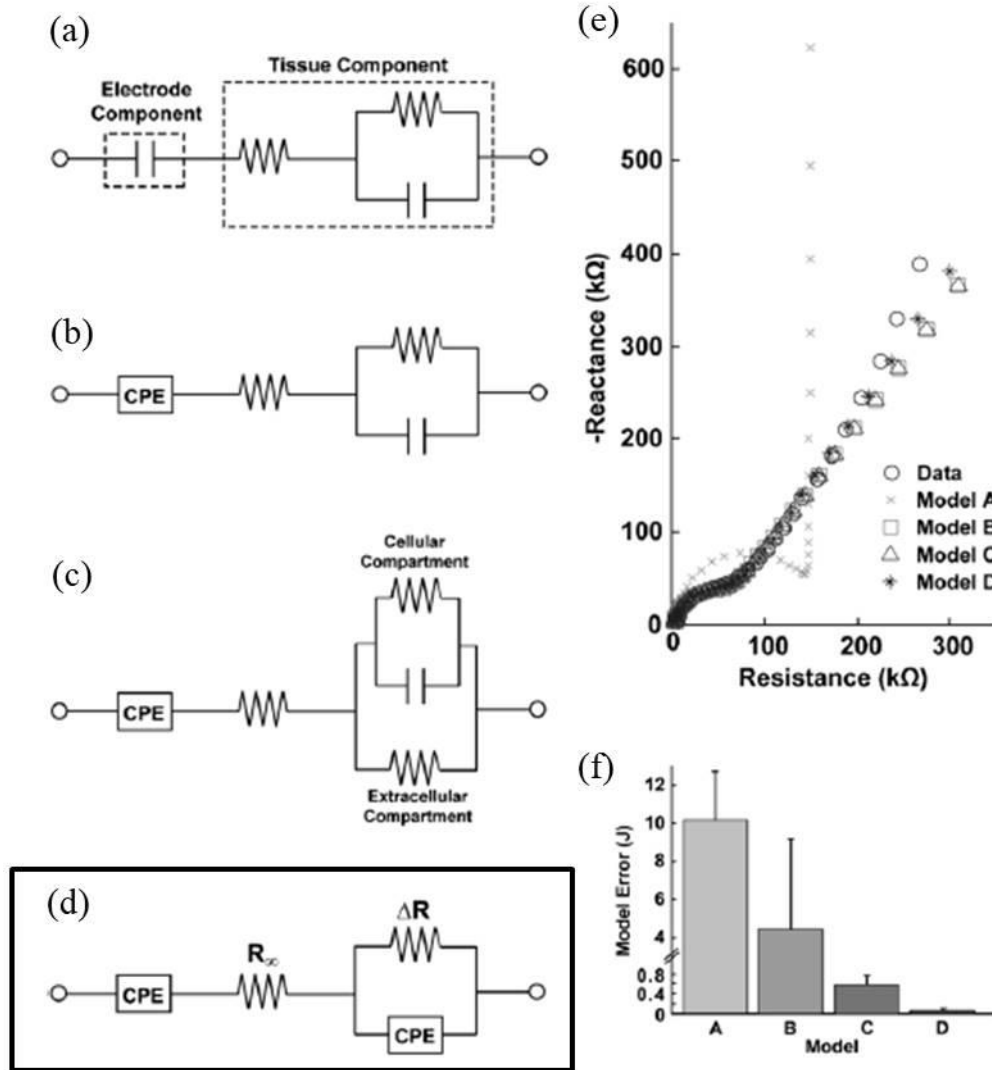 (a)
Electrode
Component
Tissue Component
(b)
CPE
(c)
Cellular
Compartment
CPE
Extracellular
Compartment
(d)
CPE
R∞
ΔR
CPE
(e)
-Reactance (kΩ)
600
500
400
300
200
100
0
0 100 200 300
Resistance (kΩ)
Data
Model A
Model B
Model C
Model D
(f)
Model Error (J)
12
10
8
6
4
0.8
0.4
0
A B C D
Model